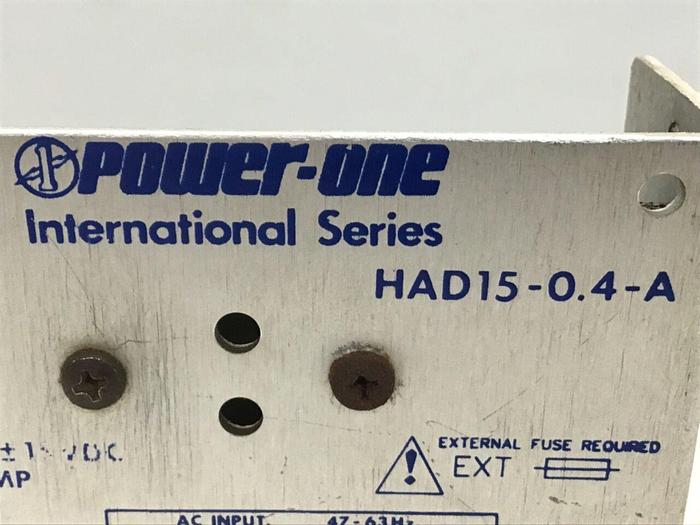 power-one
International Series
HAD15-0.4-A
EXTERNAL FUSE REQUIRED
EXT
AC INPUT. 47-63Hz